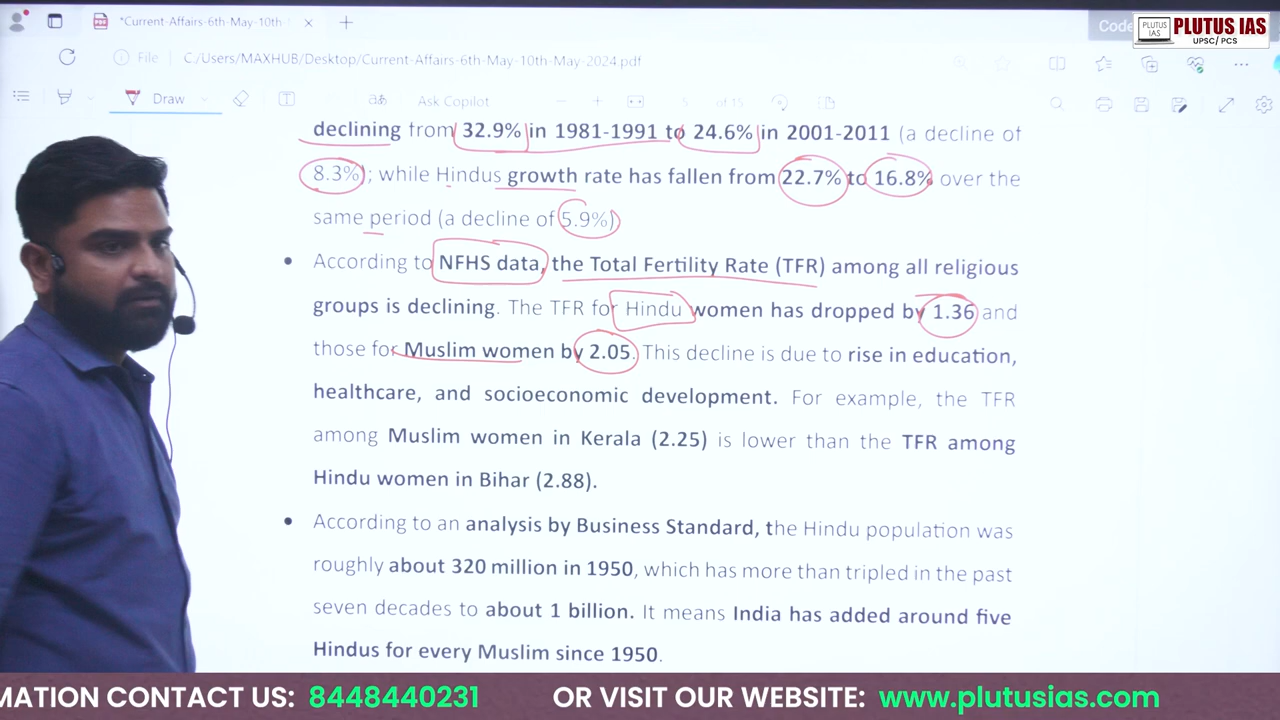 *Current-Affairs-6th-May-10th-
Code
PLUTUS IAS
PLUTUS IAS
UPSC/ PCS
File C:/Users/MAXHUB/Desktop/Current-Affairs-6th-May-10th-May-2024.pdf
Draw Ask Copilot 5 of 15
declining from 32.9% in 1981-1991 to 24.6% in 2001-2011 (a decline of
8.3%); while Hindus growth rate has fallen from 22.7% to 16.8% over the
same period (a decline of 5.9%)
• According to NFHS data, the Total Fertility Rate (TFR) among all religious
groups is declining. The TFR for Hindu women has dropped by 1.36 and
those for Muslim women by 2.05. This decline is due to rise in education,
healthcare, and socioeconomic development. For example, the TFR
among Muslim women in Kerala (2.25) is lower than the TFR among
Hindu women in Bihar (2.88).
• According to an analysis by Business Standard, the Hindu population was
roughly about 320 million in 1950, which has more than tripled in the past
seven decades to about 1 billion. It means India has added around five
Hindus for every Muslim since 1950.
MATION CONTACT US: 8448440231 OR VISIT OUR WEBSITE: www.plutusias.com